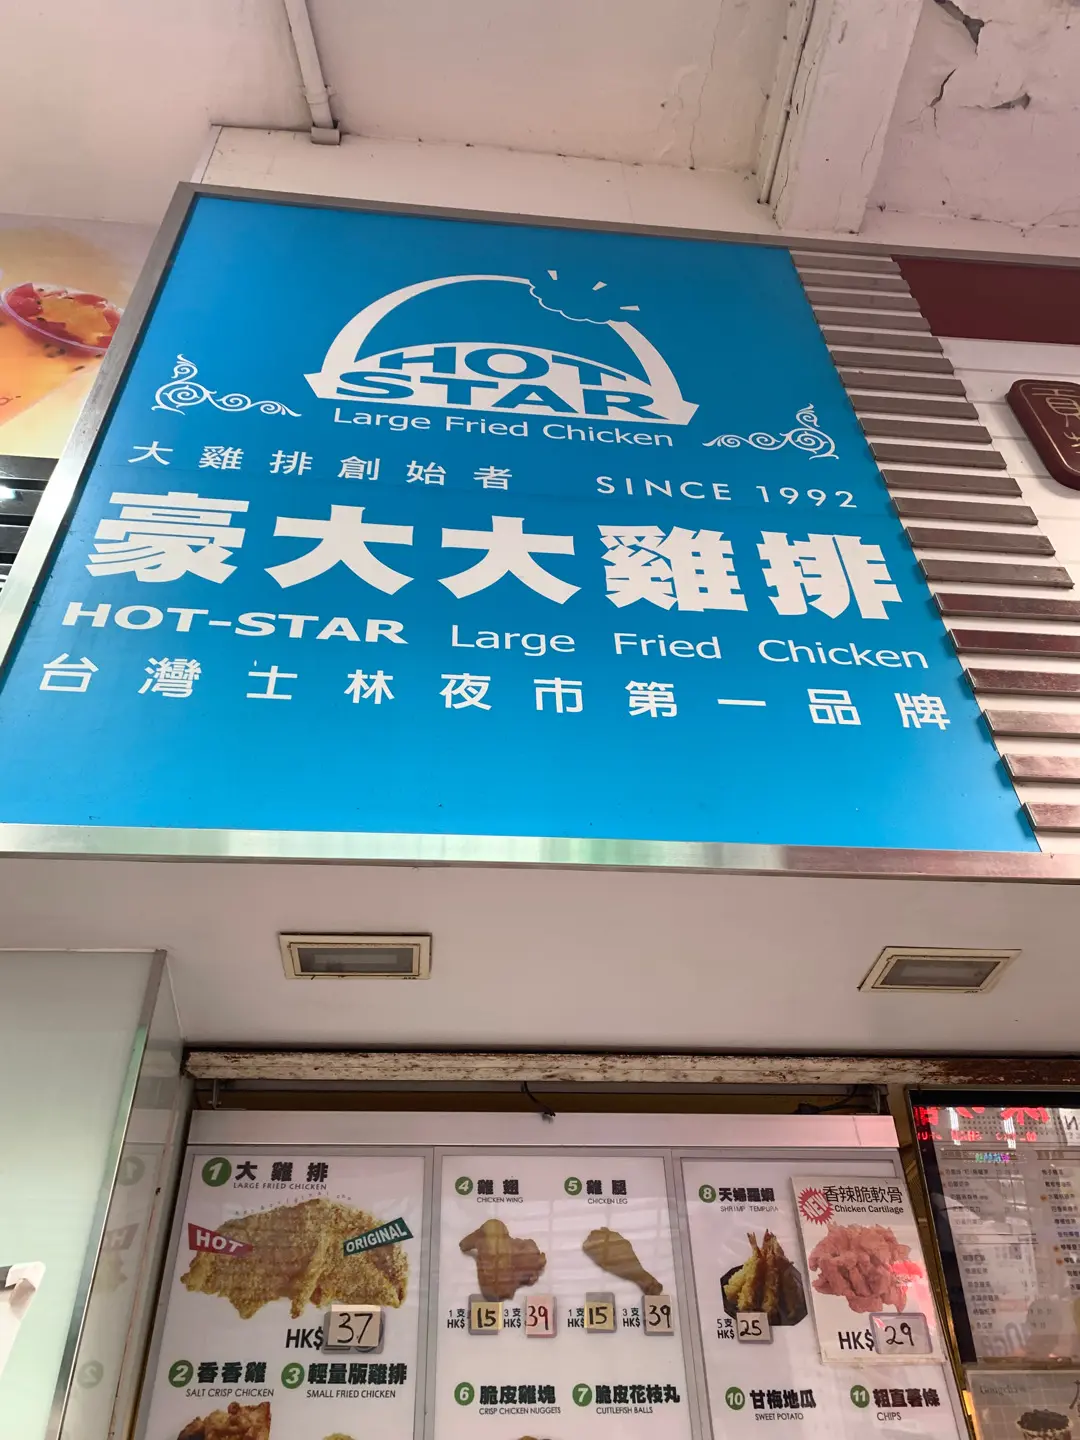 HOT
STAR
Large Fried Chicken
大雞排創始者 SINCE 1992
豪大大雞排
HOT-STAR Large Fried Chicken
台灣士林夜市第一品牌
1 大雞排
LARGE FRIED CHICKEN
HOT
ORIGINAL
HK$ 37
2 香香雞
SALT CRISP CHICKEN
3 輕量版雞排
SMALL FRIED CHICKEN
4 雞翅
CHICKEN WING
1支 HK$ 15 3支 HK$ 39
5 雞腿
CHICKEN LEG
1支 HK$ 15 3支 HK$ 39
6 脆皮雞塊
CRISP CHICKEN NUGGETS
7 脆皮花枝丸
CUTTLEFISH BALLS
8 天婦羅蝦
SHRIMP TEMPURA
5支 HK$ 25
NEW
香辣脆軟骨
Chicken Cartilage
HK$ 29
10 甘梅地瓜
SWEET POTATO
11 粗直薯條
CHIPS